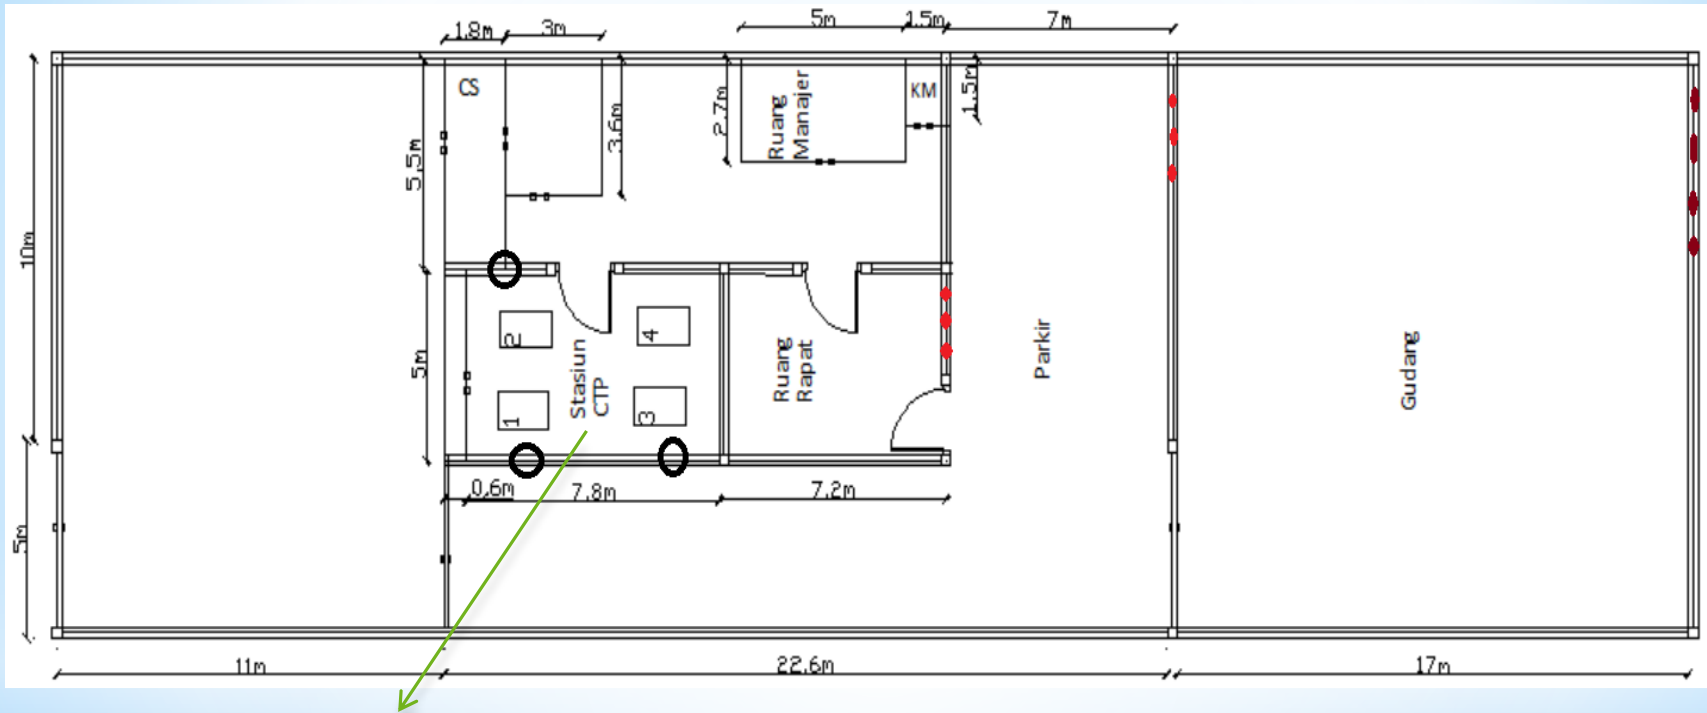 1.8m
3m
5m
1.5m
7m
CS
Ruang
Manajer
KM
1.5m
2.7m
3.6m
5.5m
10m
5m
2
4
1
3
Stasiun
CTP
Ruang
Rapat
Parkir
Gudang
0.6m
7.8m
7.2m
5m
11m
22.6m
17m